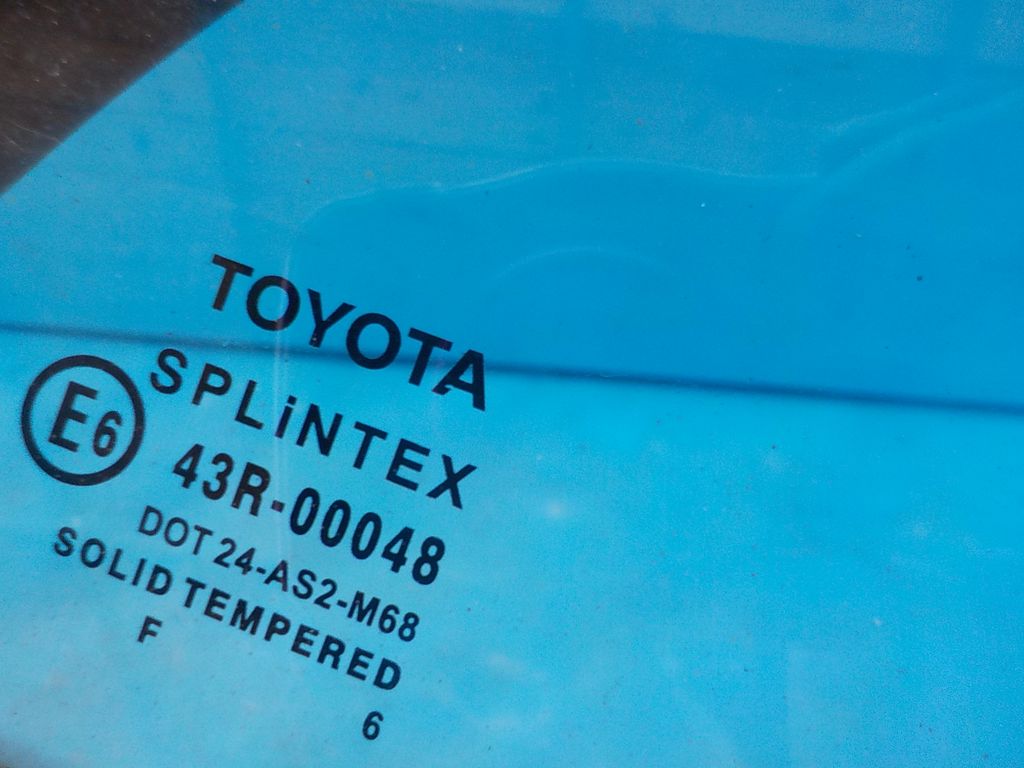 TOYOTA
SPLiNTEX
E6
43R-00048
DOT 24-AS2-M68
SOLID TEMPERED
F
6